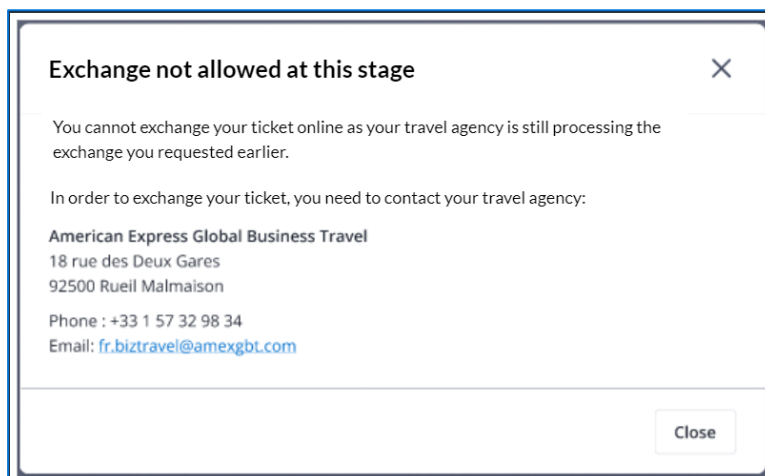 Exchange not allowed at this stage
You cannot exchange your ticket online as your travel agency is still processing the
exchange you requested earlier.
In order to exchange your ticket, you need to contact your travel agency:
American Express Global Business Travel
18 rue des Deux Gares
92500 Rueil Malmaison
Phone : +33 1 57 32 98 34
Email: fr.biztravel@amexgbt.com
Close